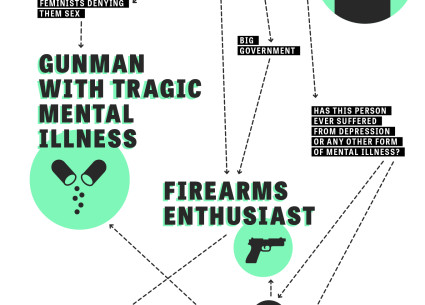 FEMINISTS DENYING
THEM SEX
BIG
GOVERNMENT
GUNMAN
WITH TRAGIC
MENTAL
ILLNESS
HAS THIS PERSON
EVER SUFFERED
FROM DEPRESSION
OR ANY OTHER FORM
OF MENTAL ILLNESS?
FIREARMS
ENTHUSIAST